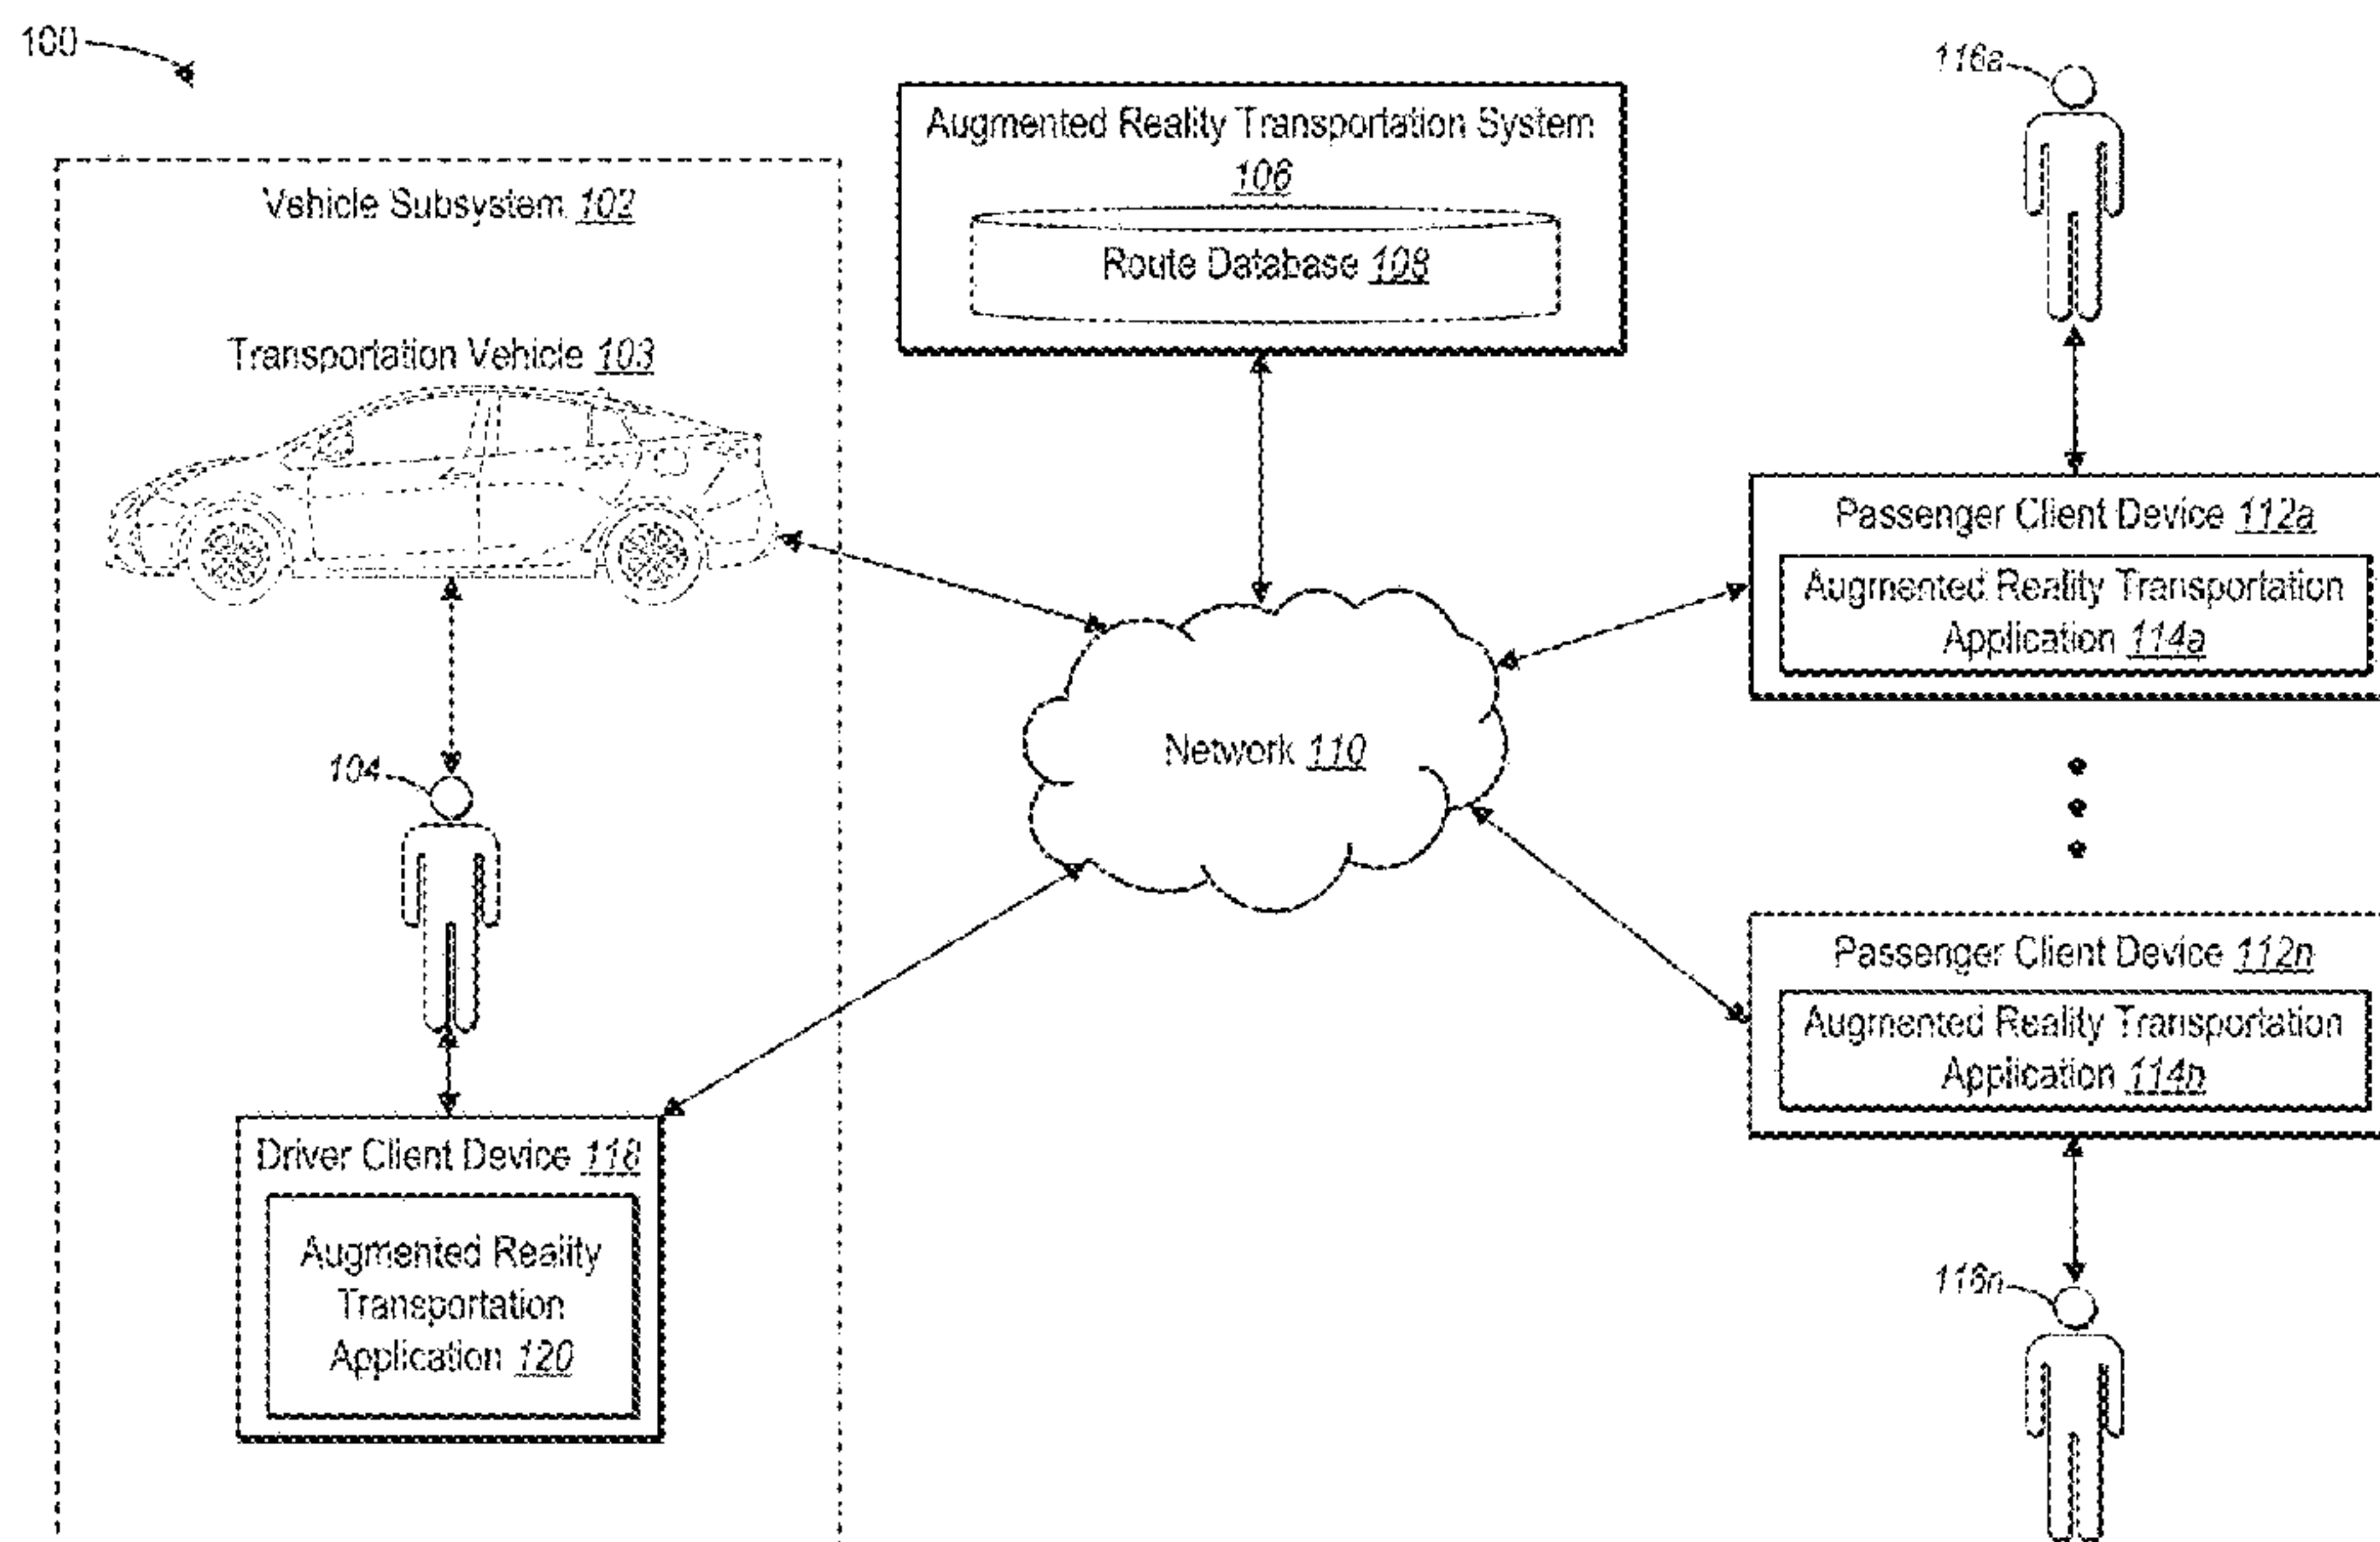 100
116a
Augmented Reality Transportation System
106
Route Database 108
Vehicle Subsystem 102
Transportation Vehicle 103
Passenger Client Device 112a
Augmented Reality Transportation
Application 114a
Network 110
104
Passenger Client Device 112n
Augmented Reality Transportation
Application 114n
Driver Client Device 118
Augmented Reality
Transportation
Application 120
116n